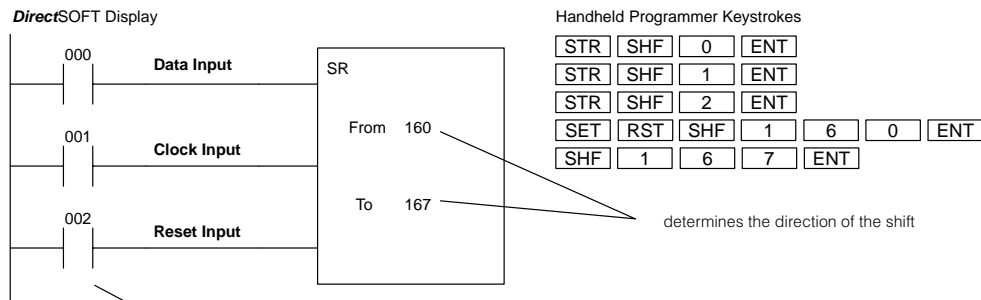 DirectSOFT Display
000
Data Input
SR
From 160
001
Clock Input
To 167
002
Reset Input
Handheld Programmer Keystrokes
STR SHF 0 ENT
STR SHF 1 ENT
STR SHF 2 ENT
SET RST SHF 1 6 0 ENT
SHF 1 6 7 ENT
determines the direction of the shift